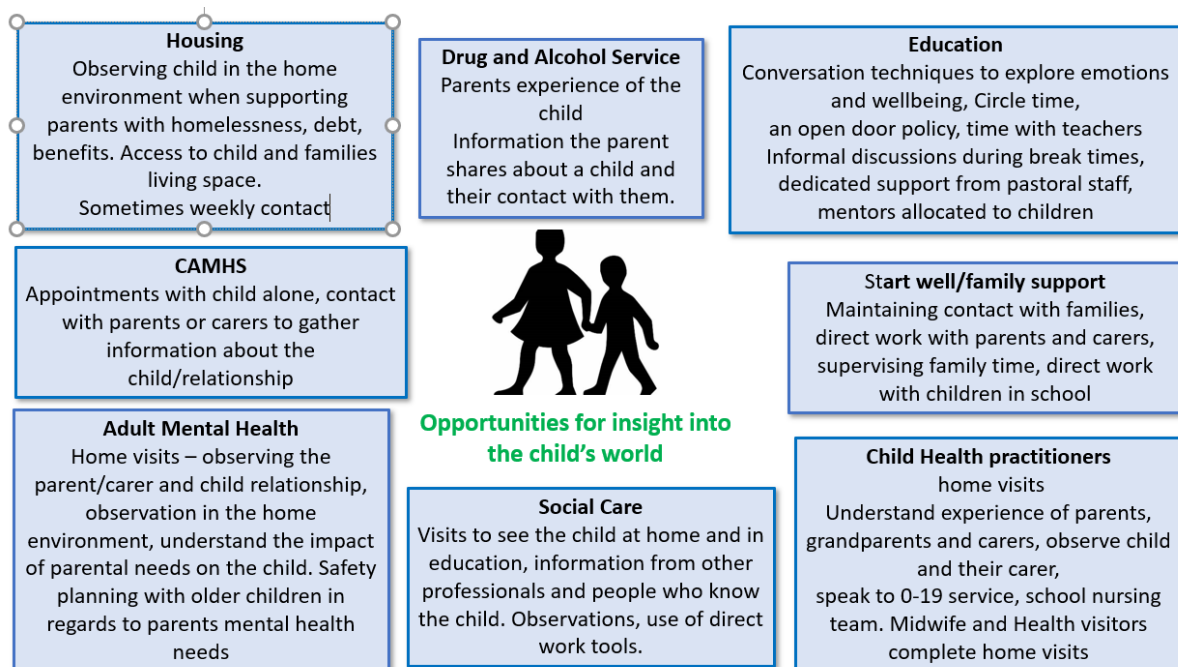 Housing
Observing child in the home
environment when supporting
parents with homelessness, debt,
benefits. Access to child and families
living space.
Sometimes weekly contact
Drug and Alcohol Service
Parents experience of the
child
Information the parent
shares about a child and
their contact with them.
Education
Conversation techniques to explore emotions
and wellbeing, Circle time,
an open door policy, time with teachers
Informal discussions during break times,
dedicated support from pastoral staff,
mentors allocated to children
CAMHS
Appointments with child alone, contact
with parents or carers to gather
information about the
child/relationship
Start well/family support
Maintaining contact with families,
direct work with parents and carers,
supervising family time, direct work
with children in school
Opportunities for insight into
the child's world
Adult Mental Health
Home visits – observing the
parent/carer and child relationship,
observation in the home
environment, understand the impact
of parental needs on the child. Safety
planning with older children in
regards to parents mental health
needs
Social Care
Visits to see the child at home and in
education, information from other
professionals and people who know
the child. Observations, use of direct
work tools.
Child Health practitioners
home visits
Understand experience of parents,
grandparents and carers, observe child
and their carer,
speak to 0-19 service, school nursing
team. Midwife and Health visitors
complete home visits